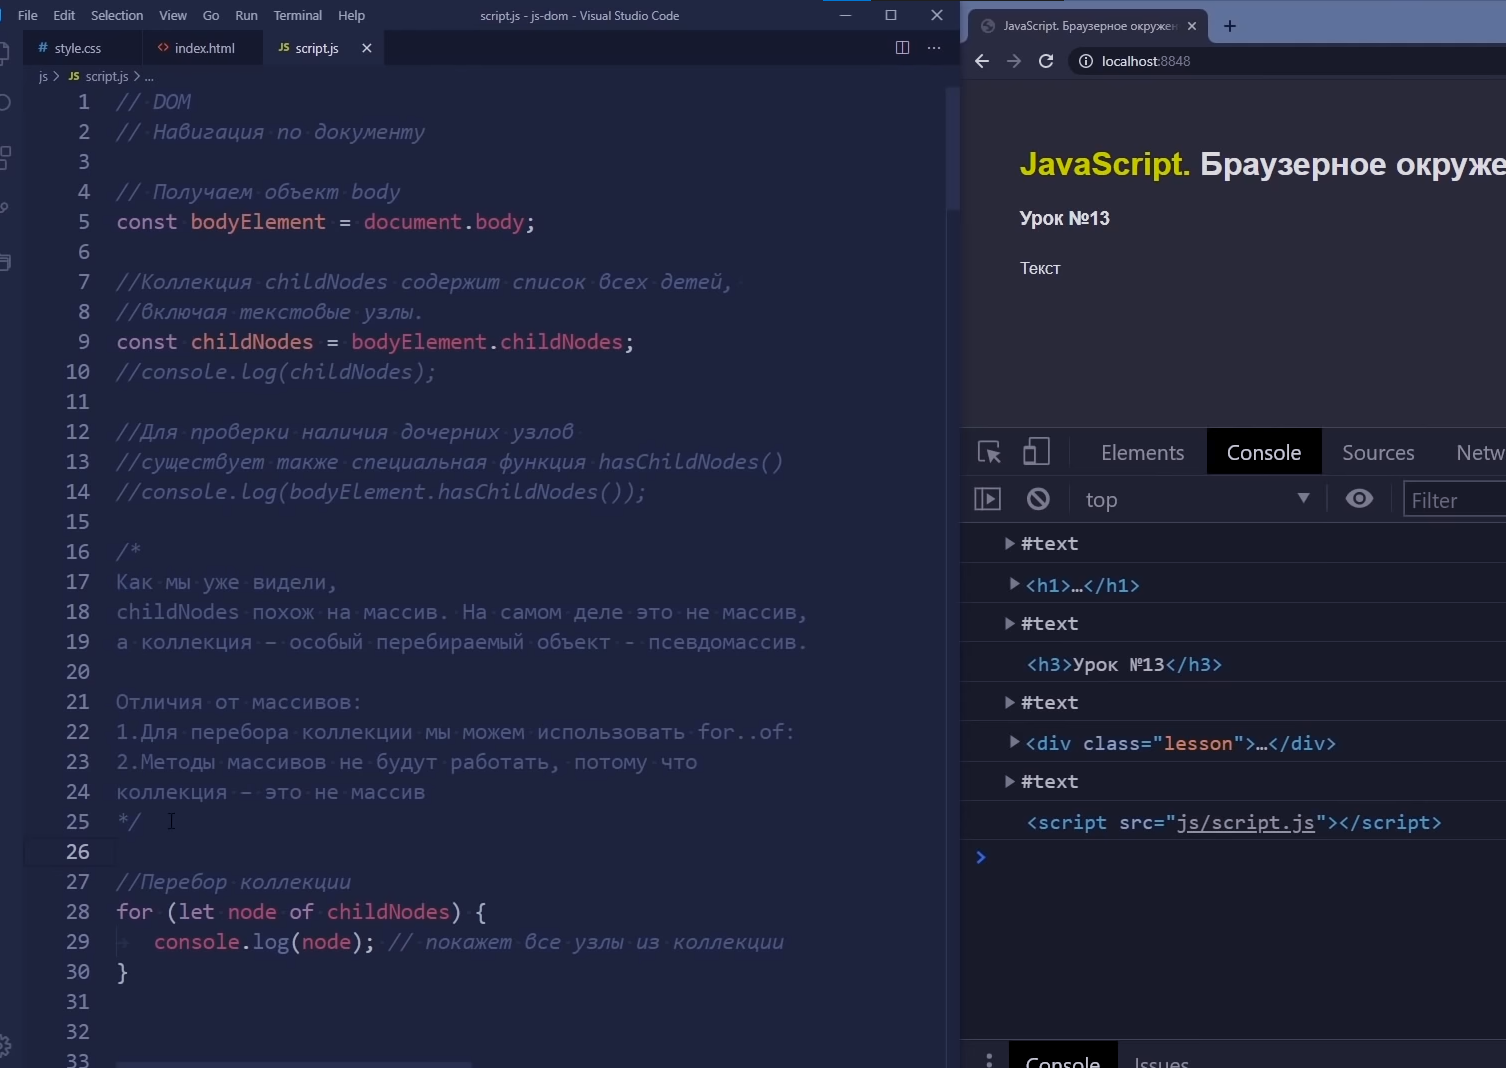 File Edit Selection View Go Run Terminal Help
script.js - js-dom - Visual Studio Code
style.css index.html JS script.js
js > JS script.js > ...
1 // DOM
2 // Навигация по документу
3
4 // Получаем объект body
5 const bodyElement = document.body;
6
7 //Коллекция childNodes содержит список всех детей,
8 //включая текстовые узлы.
9 const childNodes = bodyElement.childNodes;
10 //console.log(childNodes);
11
12 //Для проверки наличия дочерних узлов
13 //существует также специальная функция hasChildNodes()
14 //console.log(bodyElement.hasChildNodes());
15
16 /*
17 Как мы уже видели,
18 childNodes похож на массив. На самом деле это не массив,
19 а коллекция – особый перебираемый объект - псевдомассив.
20
21 Отличия от массивов:
22 1.Для перебора коллекции мы можем использовать for..of:
23 2.Методы массивов не будут работать, потому что
24 коллекция – это не массив
25 */
26
27 //Перебор коллекции
28 for (let node of childNodes) {
29 console.log(node); // покажет все узлы из коллекции
30 }
31
32
33
JavaScript. Браузерное окружен
localhost:8848
JavaScript. Браузерное окруже
Урок №13
Текст
Elements Console Sources Netw
top Filter
#text
<h1>…</h1>
#text
<h3>Урок №13</h3>
#text
<div class="lesson">…</div>
#text
<script src="js/script.js"></script>
>
Console Issues